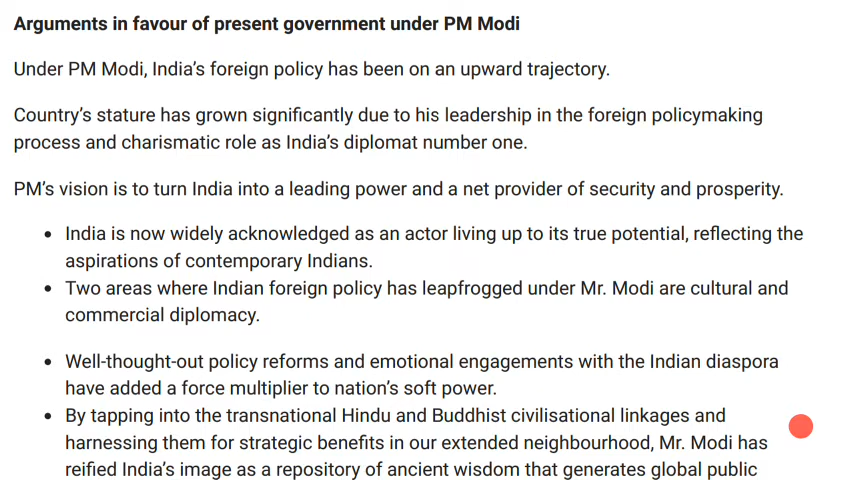 Arguments in favour of present government under PM Modi
Under PM Modi, India's foreign policy has been on an upward trajectory.
Country's stature has grown significantly due to his leadership in the foreign policymaking
process and charismatic role as India's diplomat number one.
PM's vision is to turn India into a leading power and a net provider of security and prosperity.
• India is now widely acknowledged as an actor living up to its true potential, reflecting the
aspirations of contemporary Indians.
• Two areas where Indian foreign policy has leapfrogged under Mr. Modi are cultural and
commercial diplomacy.
• Well-thought-out policy reforms and emotional engagements with the Indian diaspora
have added a force multiplier to nation's soft power.
• By tapping into the transnational Hindu and Buddhist civilisational linkages and
harnessing them for strategic benefits in our extended neighbourhood, Mr. Modi has
reified India's image as a repository of ancient wisdom that generates global public